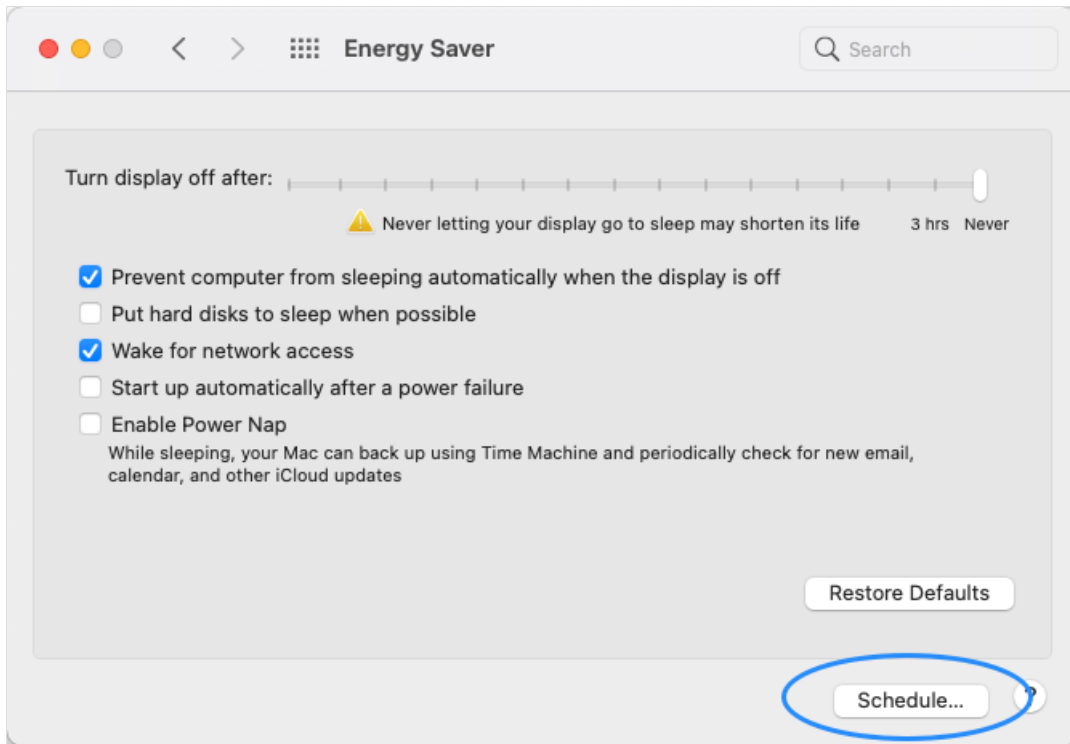 Energy Saver
Search
Turn display off after:
Never letting your display go to sleep may shorten its life
3 hrs Never
Prevent computer from sleeping automatically when the display is off
Put hard disks to sleep when possible
Wake for network access
Start up automatically after a power failure
Enable Power Nap
While sleeping, your Mac can back up using Time Machine and periodically check for new email,
calendar, and other iCloud updates
Restore Defaults
Schedule... ?